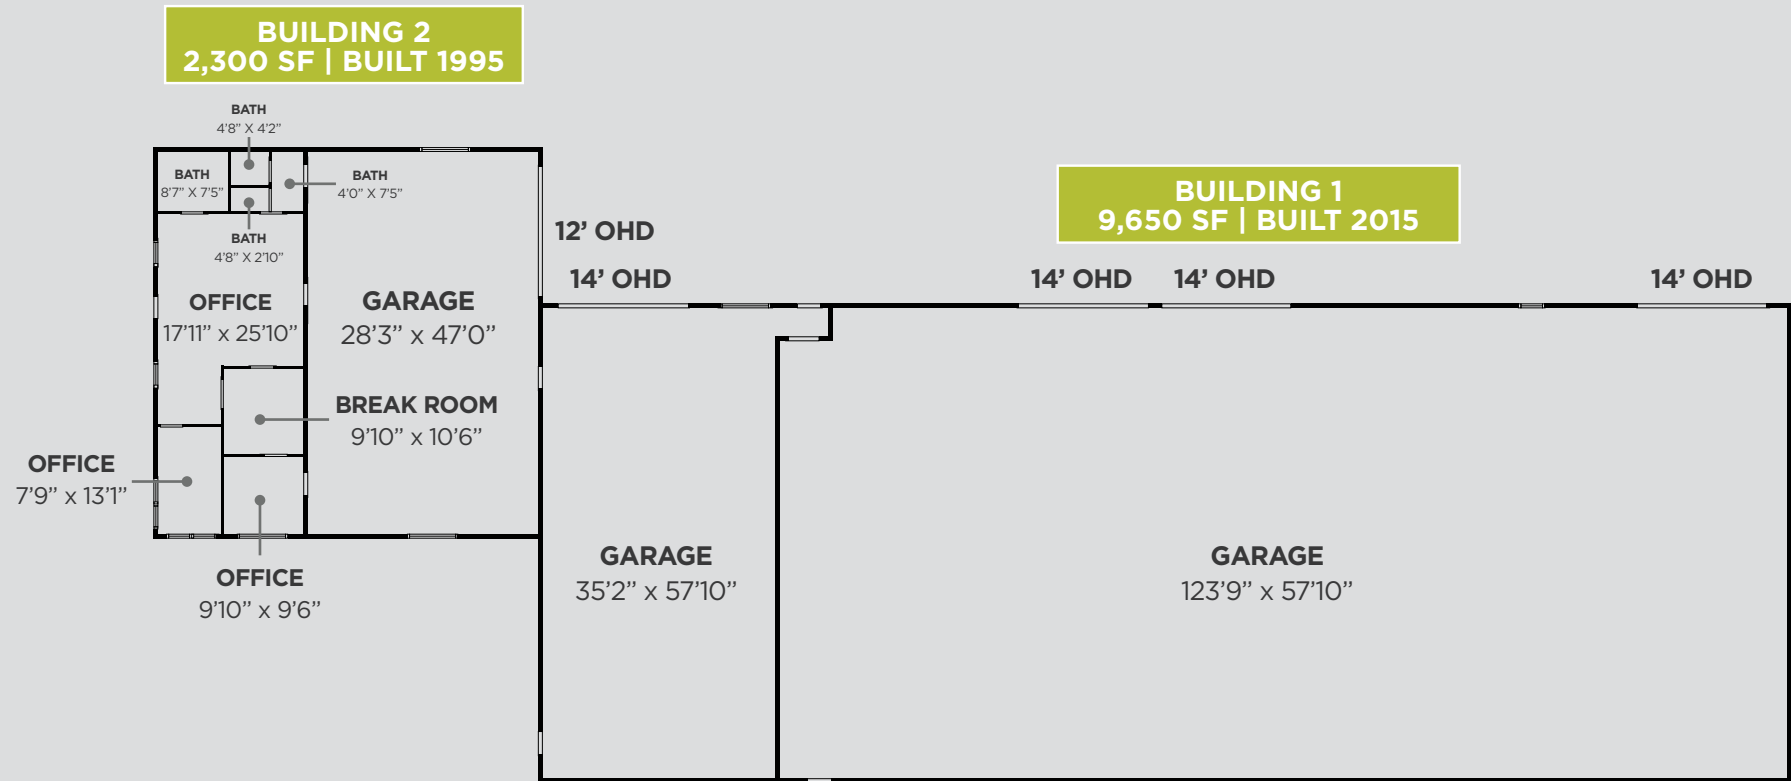 BUILDING 2
2,300 SF | BUILT 1995
BATH
4’8” X 4’2”
BATH
8’7” X 7’5”
BATH
4’0” X 7’5”
BATH
4’8” X 2’10”
OFFICE
17’11” x 25’10”
GARAGE
28’3” x 47’0”
BREAK ROOM
9’10” x 10’6”
OFFICE
7’9” x 13’1”
OFFICE
9’10” x 9’6”
12’ OHD
14’ OHD
BUILDING 1
9,650 SF | BUILT 2015
14’ OHD
14’ OHD
14’ OHD
GARAGE
35’2” x 57’10”
GARAGE
123’9” x 57’10”